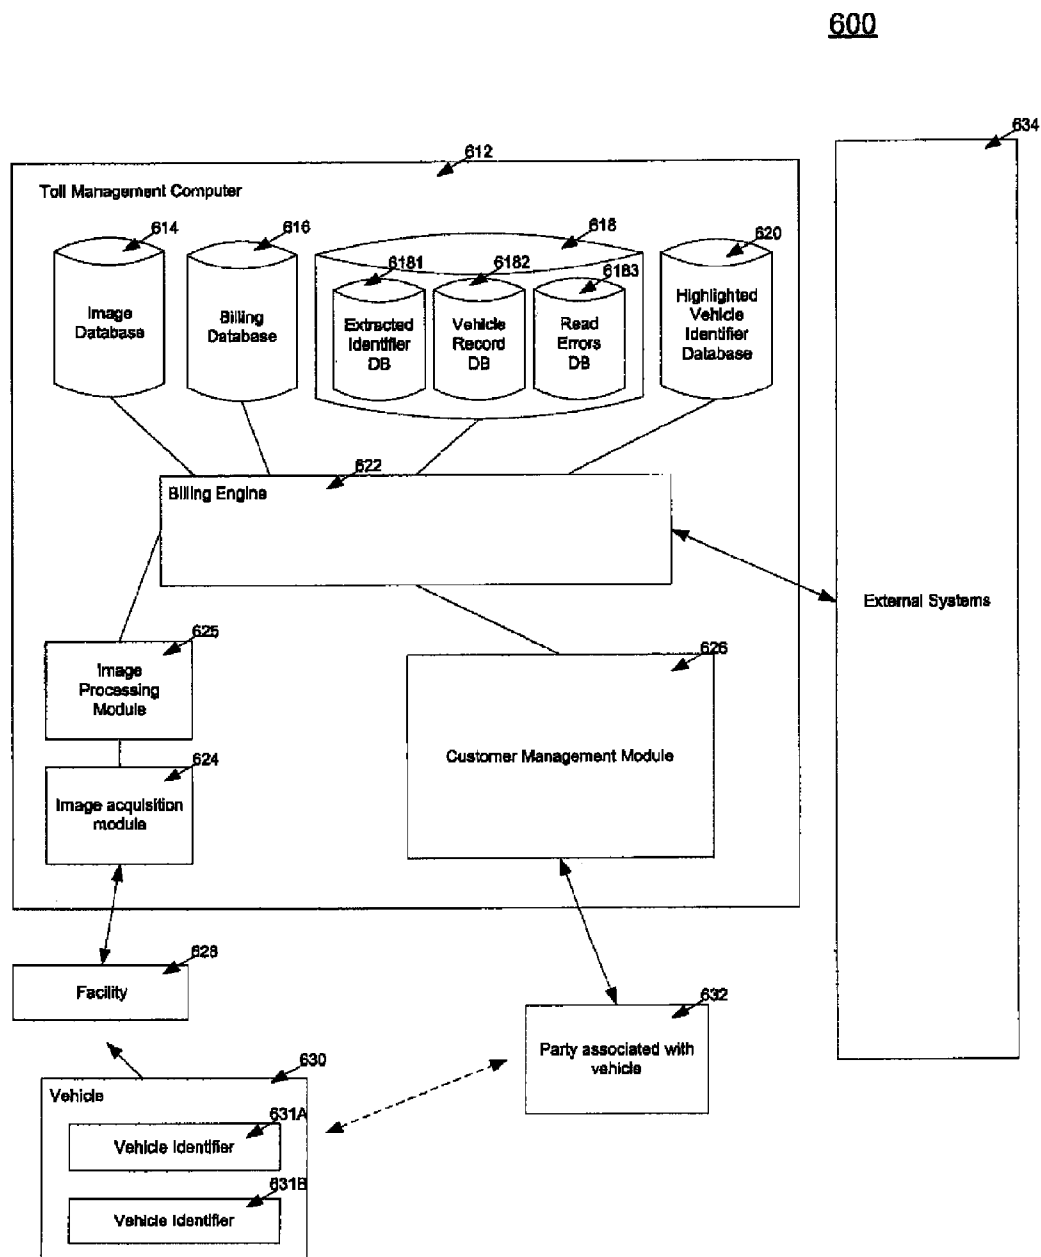 600
634
612
Toll Management Computer
614
616
618
620
6181
6182
6183
Image
Database
Billing
Database
Extracted
Identifier
DB
Vehicle
Record
DB
Read
Errors
DB
Highlighted
Vehicle
Identifier
Database
622
Billing Engine
External Systems
625
Image
Processing
Module
626
Customer Management Module
624
Image acquisition
module
628
Facility
632
Party associated with
vehicle
630
Vehicle
631A
Vehicle Identifier
631B
Vehicle Identifier